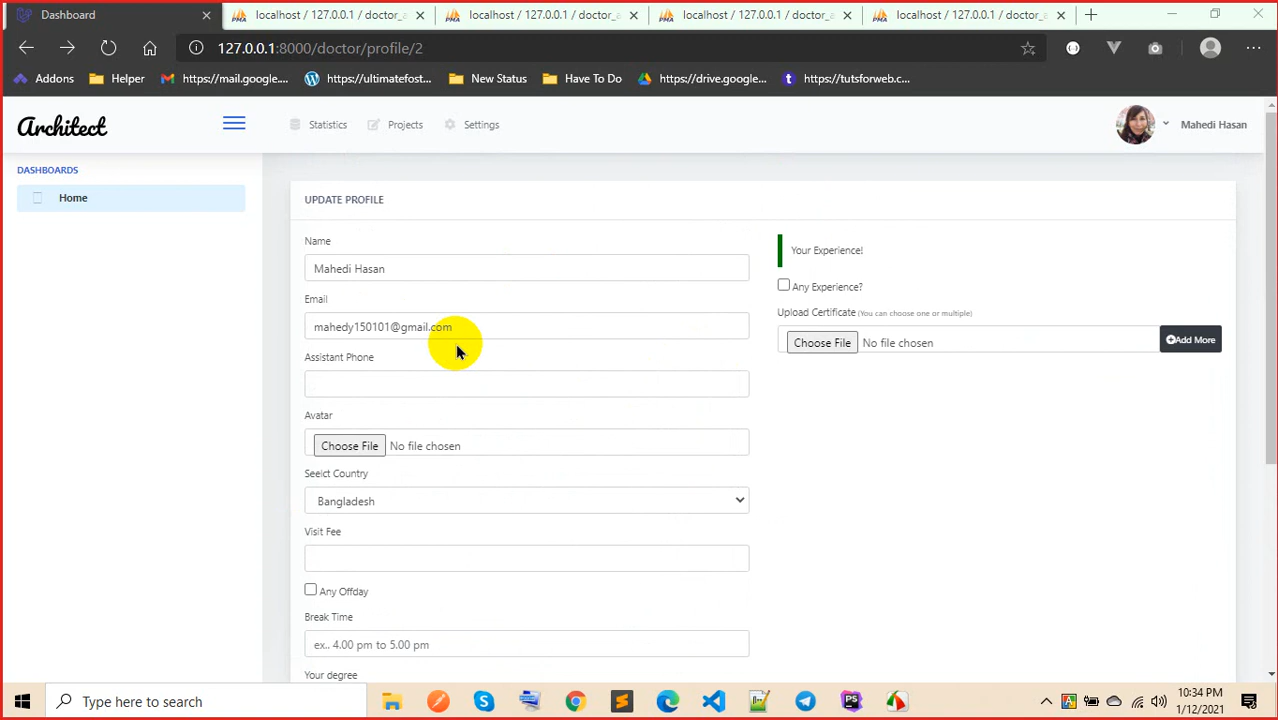 Dashboard
localhost / 127.0.0.1 / doctor_a
localhost / 127.0.0.1 / doctor_a
localhost / 127.0.0.1 / doctor_a
localhost / 127.0.0.1 / doctor_a
127.0.0.1:8000/doctor/profile/2
Addons
Helper
https://mail.google....
https://ultimatefost...
New Status
Have To Do
https://drive.google...
https://tutsforweb.c...
Architect
Statistics
Projects
Settings
Mahedi Hasan
DASHBOARDS
Home
UPDATE PROFILE
Name
Mahedi Hasan
Email
mahedy150101@gmail.com
Assistant Phone
Avatar
Choose File No file chosen
Seelct Country
Bangladesh
Visit Fee
Any Offday
Break Time
ex.. 4.00 pm to 5.00 pm
Your degree
Your Experience!
Any Experience?
Upload Certificate (You can choose one or multiple)
Choose File No file chosen
Add More
Type here to search
10:34 PM
1/12/2021